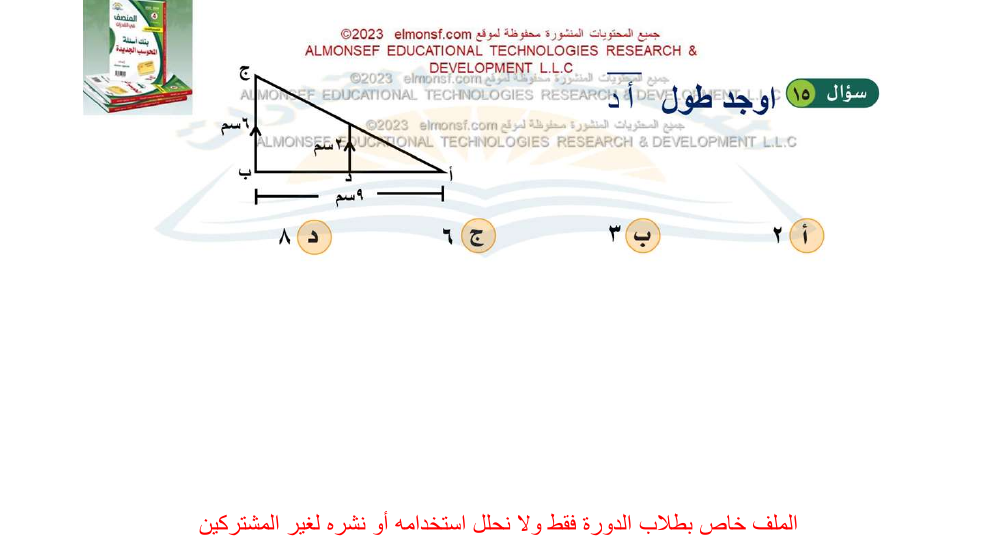 المنصف
في القدرات
بنك أسئلة
المحوسب الجديدة
جميع المحتويات المنشورة محفوظة لموقع elmonsf.com ©2023
ALMONSEF EDUCATIONAL TECHNOLOGIES RESEARCH &
DEVELOPMENT L.L.C
جميع المحتويات المنشورة محفوظة لموقع elmonsf.com ©2023
ALMONSEF EDUCATIONAL TECHNOLOGIES RESEARCH & DEVELOPMENT L.L.C
جميع المحتويات المنشورة محفوظة لموقع elmonsf.com ©2023
ALMONSEF EDUCATIONAL TECHNOLOGIES RESEARCH & DEVELOPMENT L.L.C
سؤال ١٥ اوجد طول أ د
ج
٦سم
٢سم
ب
د
أ
٩سم
أ ٢
ب ٣
ج ٦
د ٨
الملف خاص بطلاب الدورة فقط ولا نحلل استخدامه أو نشره لغير المشتركين